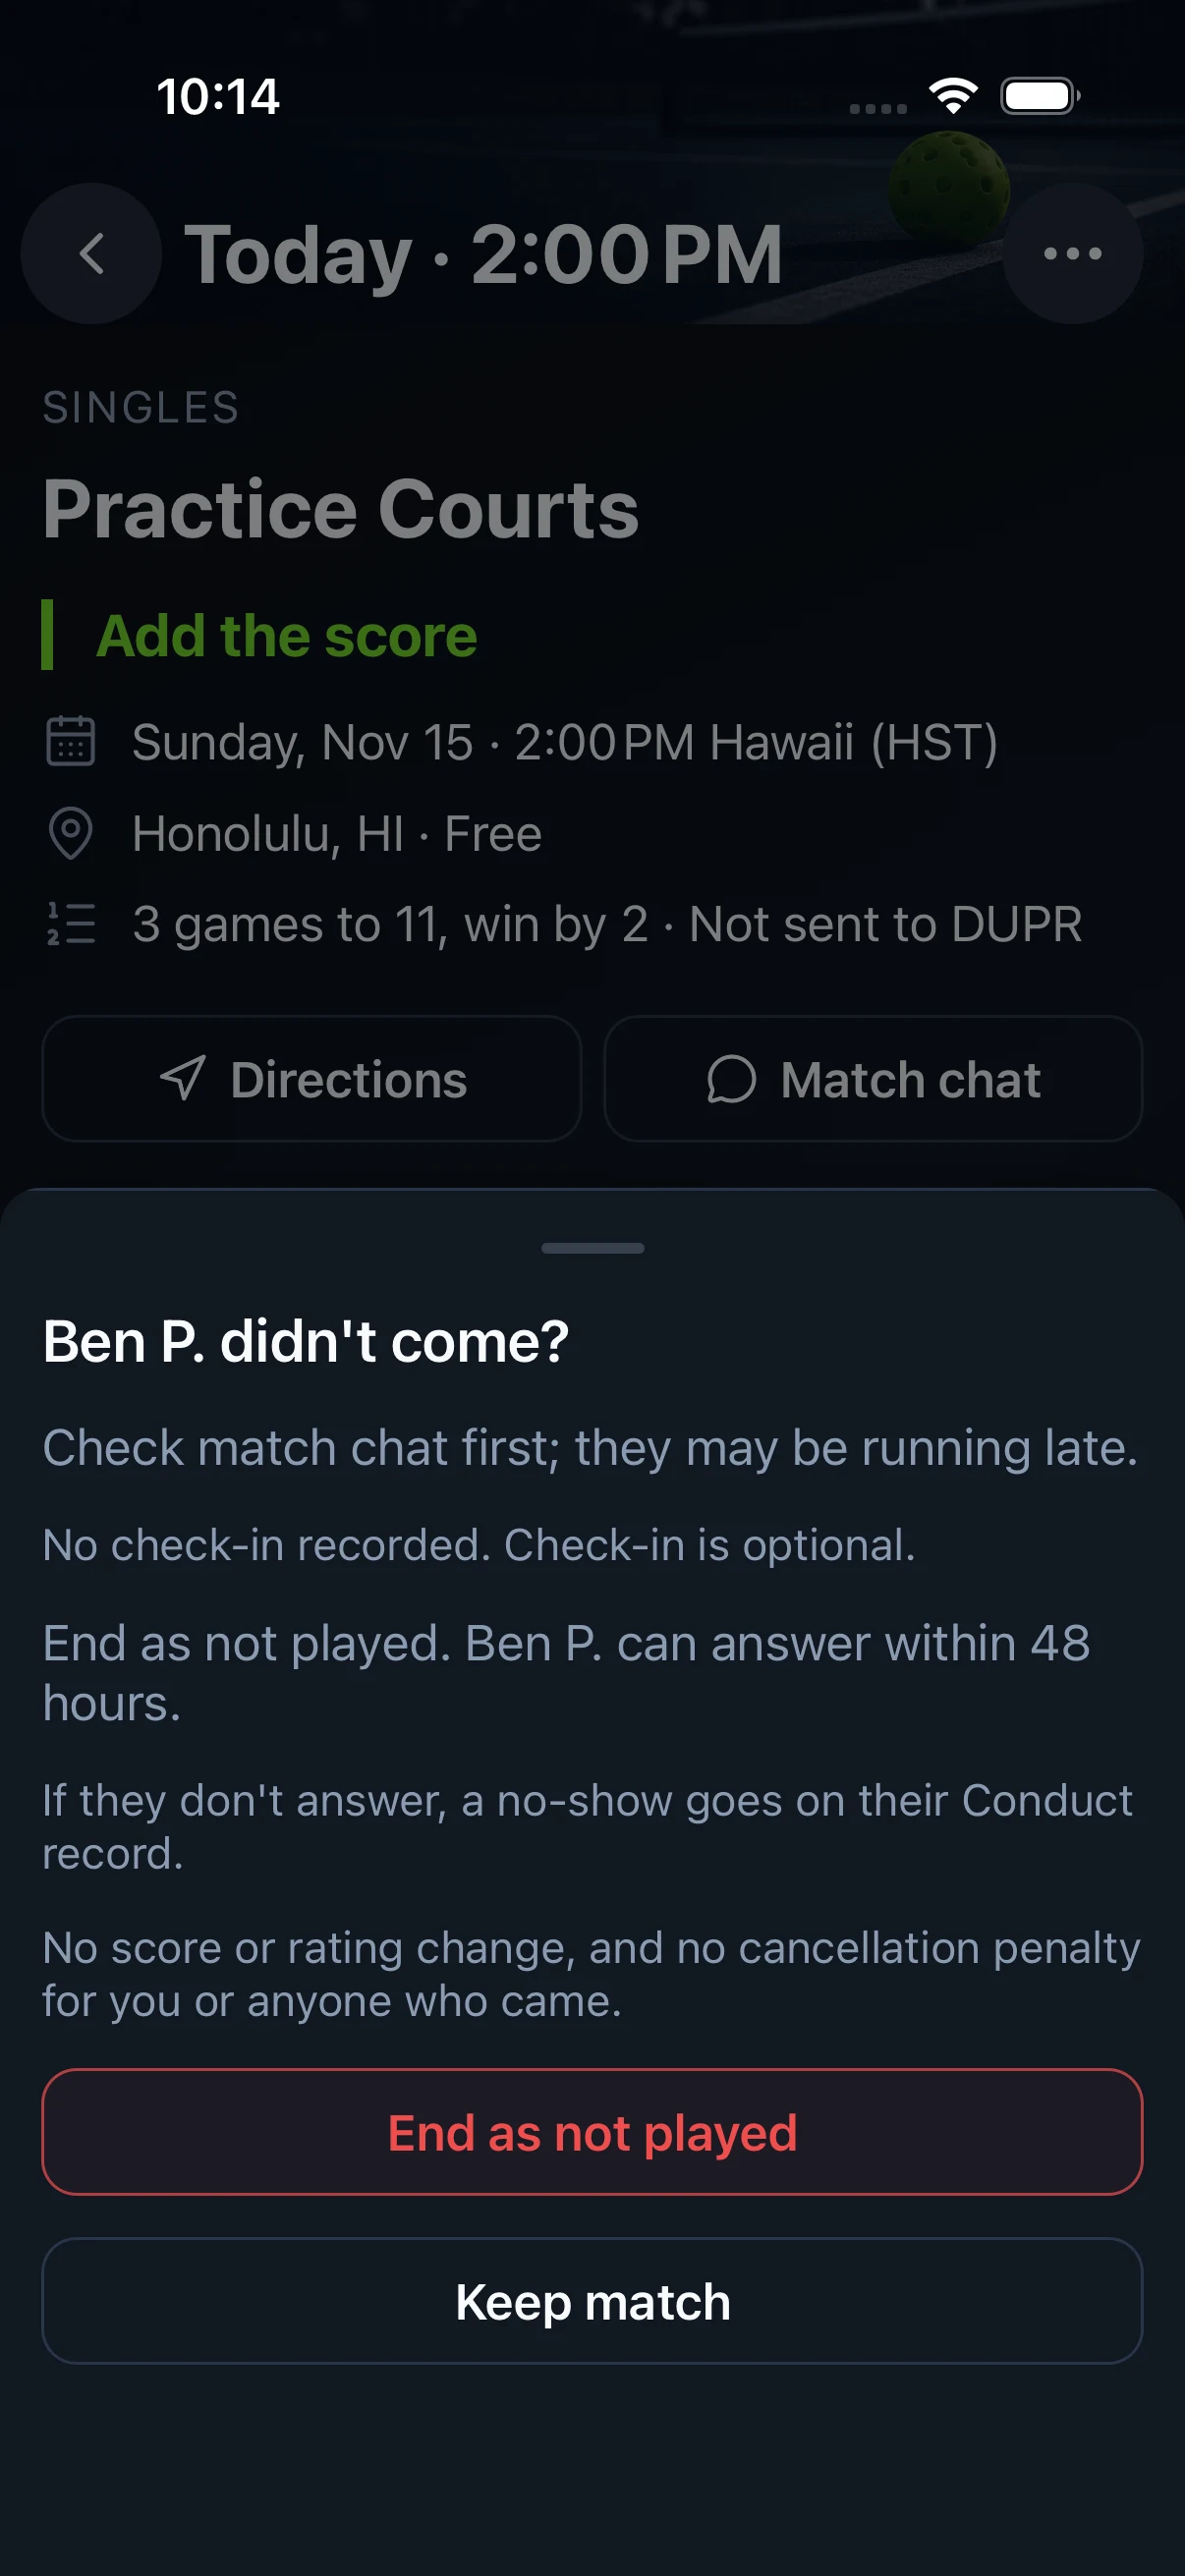 10:14
Today · 2:00 PM
SINGLES
Practice Courts
Add the score
Sunday, Nov 15 · 2:00 PM Hawaii (HST)
Honolulu, HI · Free
3 games to 11, win by 2 · Not sent to DUPR
Directions
Match chat
Ben P. didn't come?
Check match chat first; they may be running late.
No check-in recorded. Check-in is optional.
End as not played. Ben P. can answer within 48
hours.
If they don't answer, a no-show goes on their Conduct
record.
No score or rating change, and no cancellation penalty
for you or anyone who came.
End as not played
Keep match